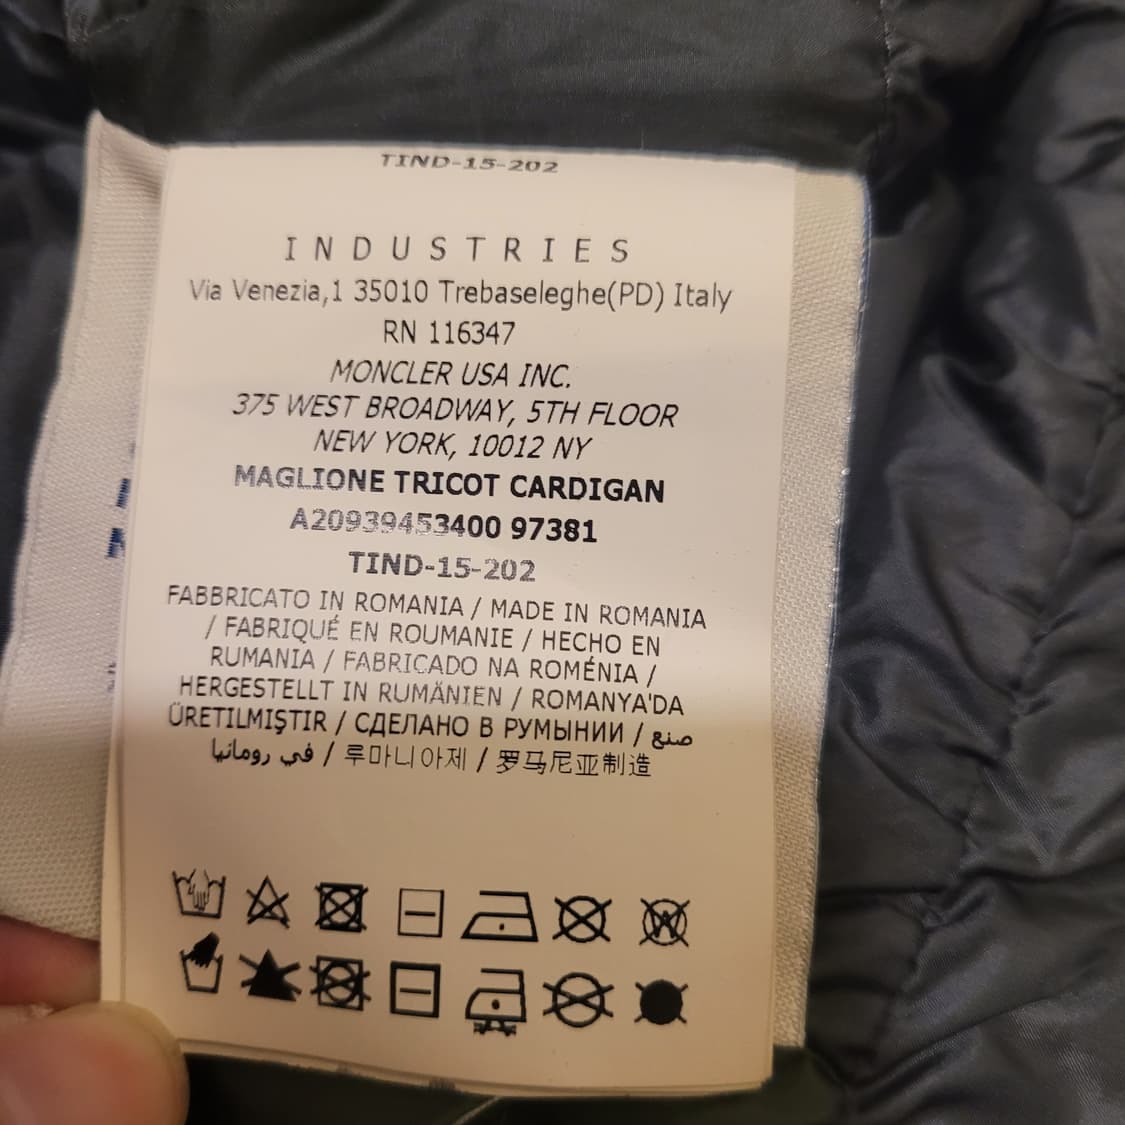 TIND-15-202
INDUSTRIES
Via Venezia,1 35010 Trebaseleghe(PD) Italy
RN 116347
MONCLER USA INC.
375 WEST BROADWAY, 5TH FLOOR
NEW YORK, 10012 NY
MAGLIONE TRICOT CARDIGAN
A20939453400 97381
TIND-15-202
FABBRICATO IN ROMANIA / MADE IN ROMANIA
/ FABRIQUÉ EN ROUMANIE / HECHO EN
RUMANIA / FABRICADO NA ROMÉNIA /
HERGESTELLT IN RUMÄNIEN / ROMANYA'DA
ÜRETILMIŞTIR / СДЕЛАНО В РУМЫНИИ / صنع
في رومانيا / 루마니아제 / 罗马尼亚制造
W